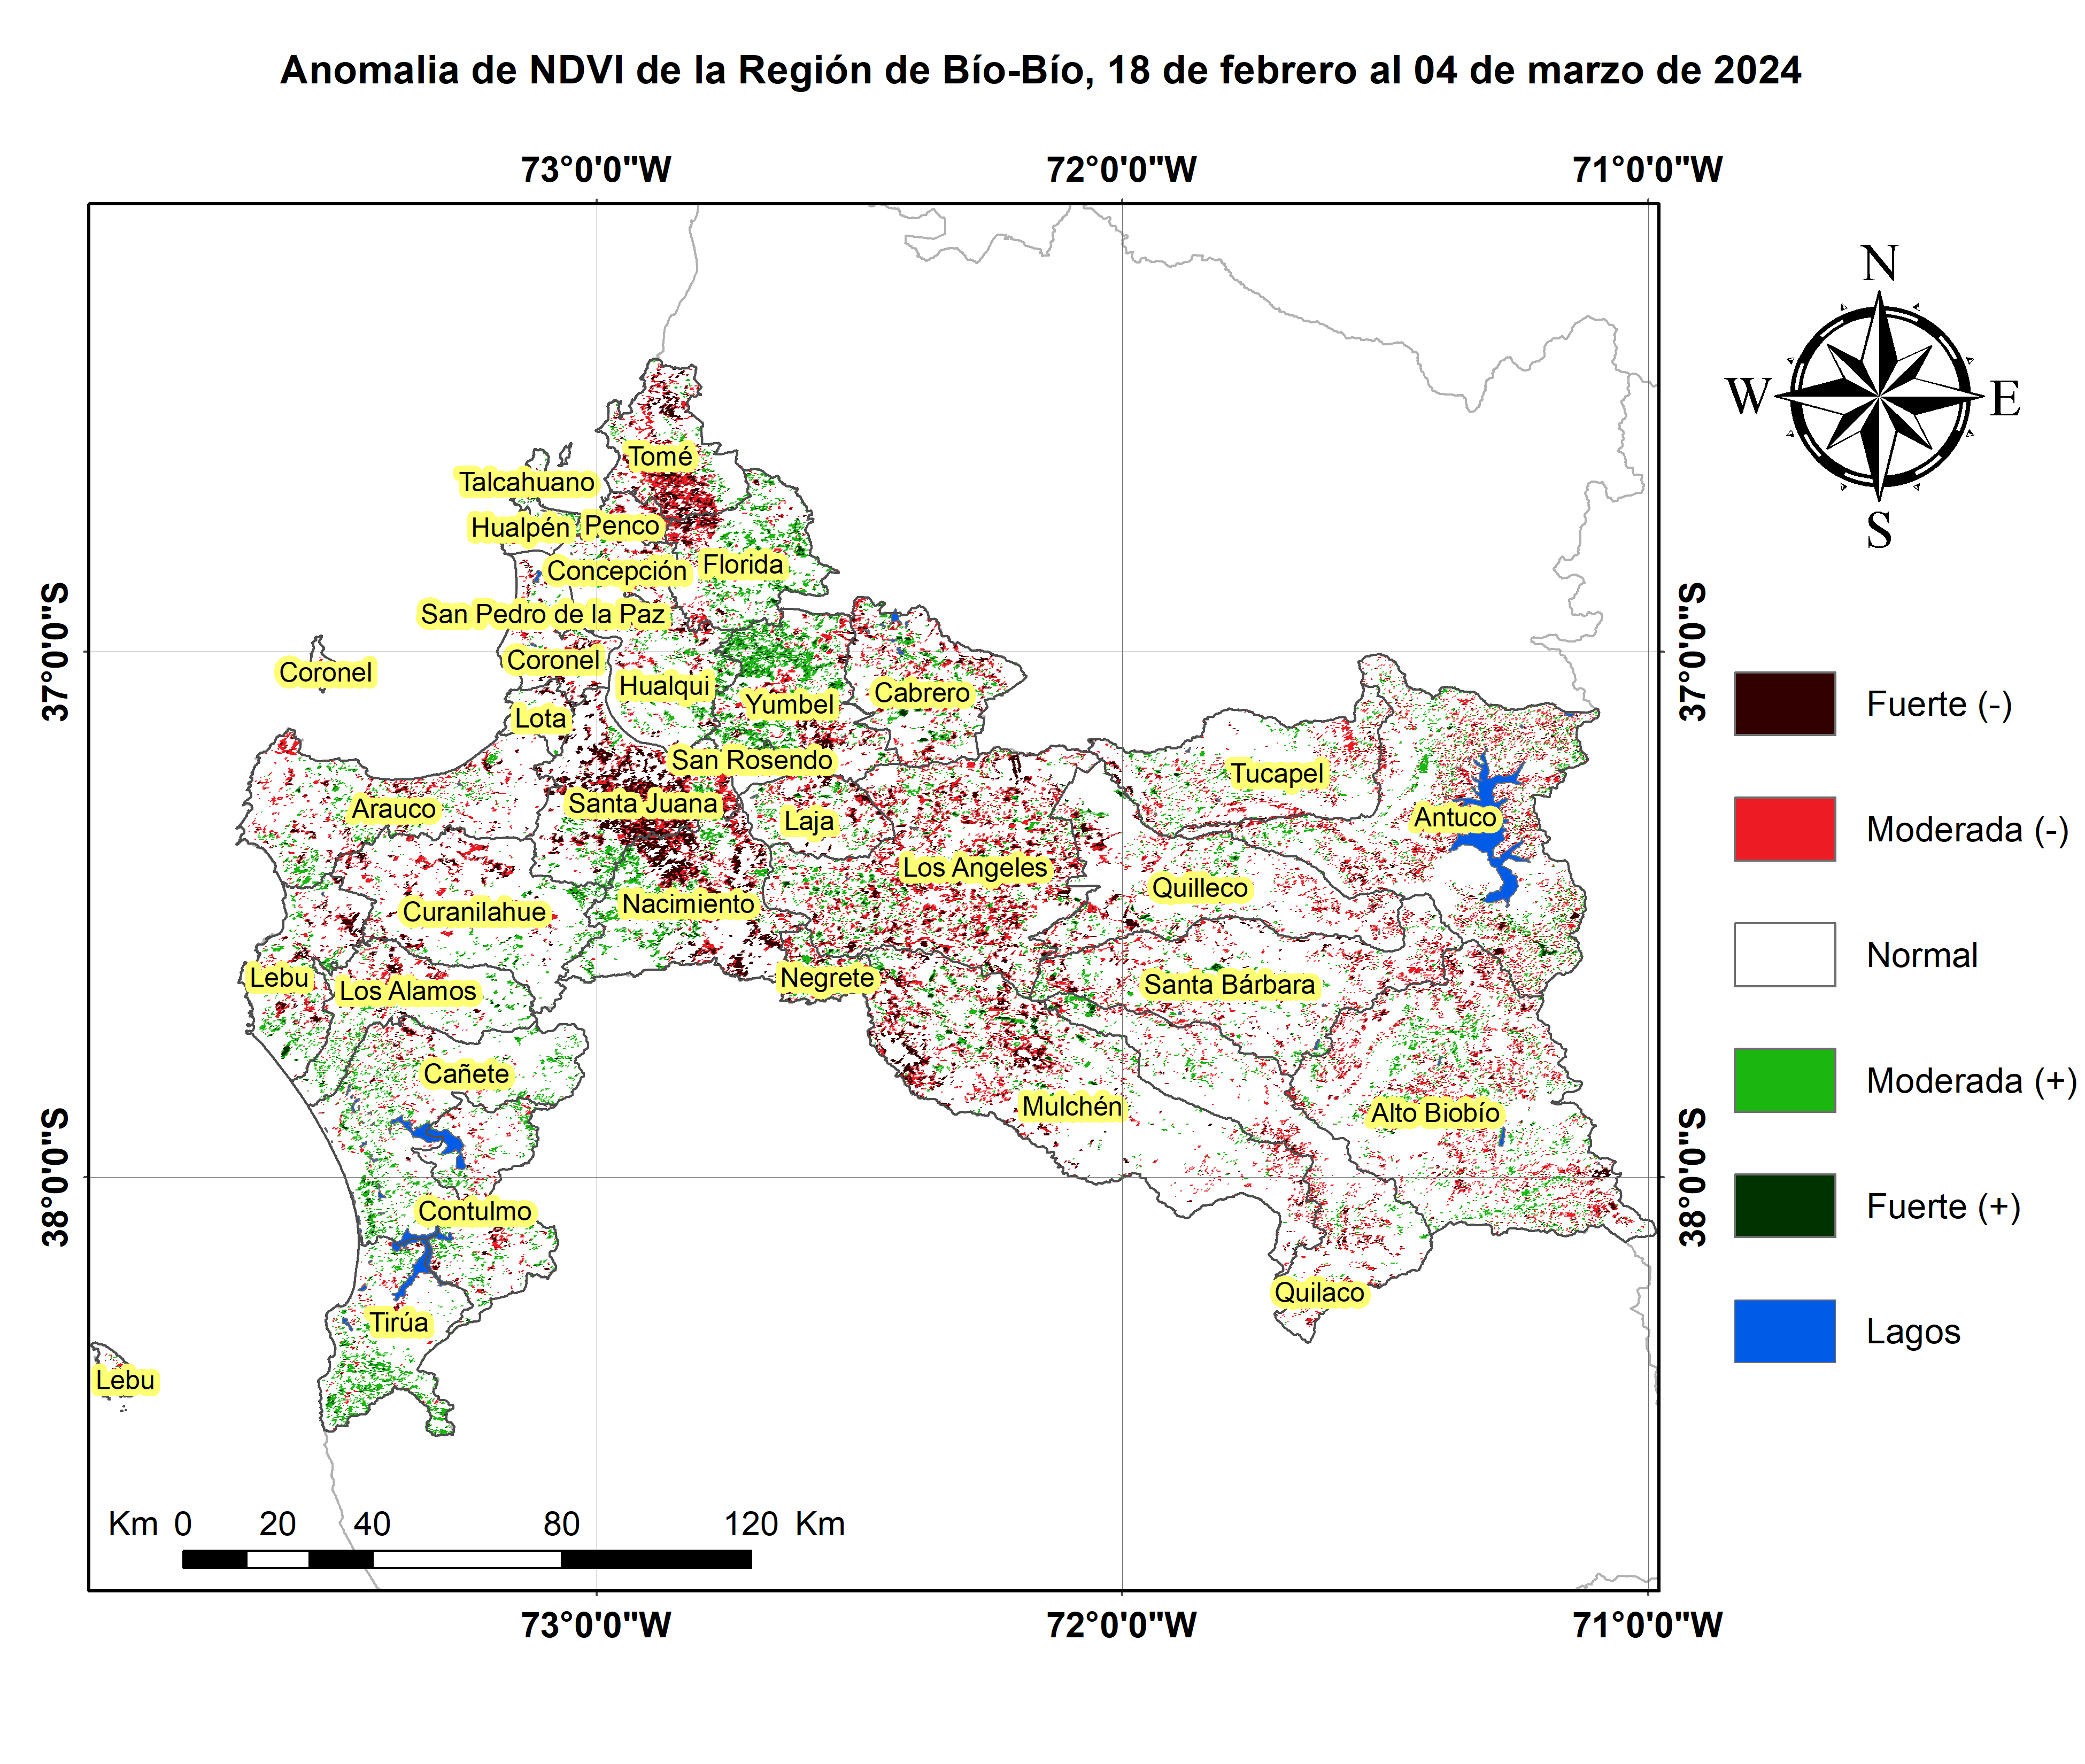 Anomalia de NDVI de la Región de Bío-Bío, 18 de febrero al 04 de marzo de 2024
73°0'0"W 72°0'0"W 71°0'0"W
N
W E
S
37°0'0"S
37°0'0"S
38°0'0"S
38°0'0"S
Tomé
Talcahuano
Hualpén Penco
Concepción Florida
San Pedro de la Paz
Coronel Coronel
Hualqui Cabrero
Lota Yumbel
San Rosendo Tucapel
Arauco Santa Juana Laja Antuco
Los Angeles
Curanilahue Nacimiento Quilleco
Lebu Los Alamos Negrete Santa Bárbara
Cañete
Mulchén Alto Biobío
Contulmo
Tirúa Quilaco
Lebu
Fuerte (-)
Moderada (-)
Normal
Moderada (+)
Fuerte (+)
Lagos
Km 0 20 40 80 120 Km
73°0'0"W 72°0'0"W 71°0'0"W